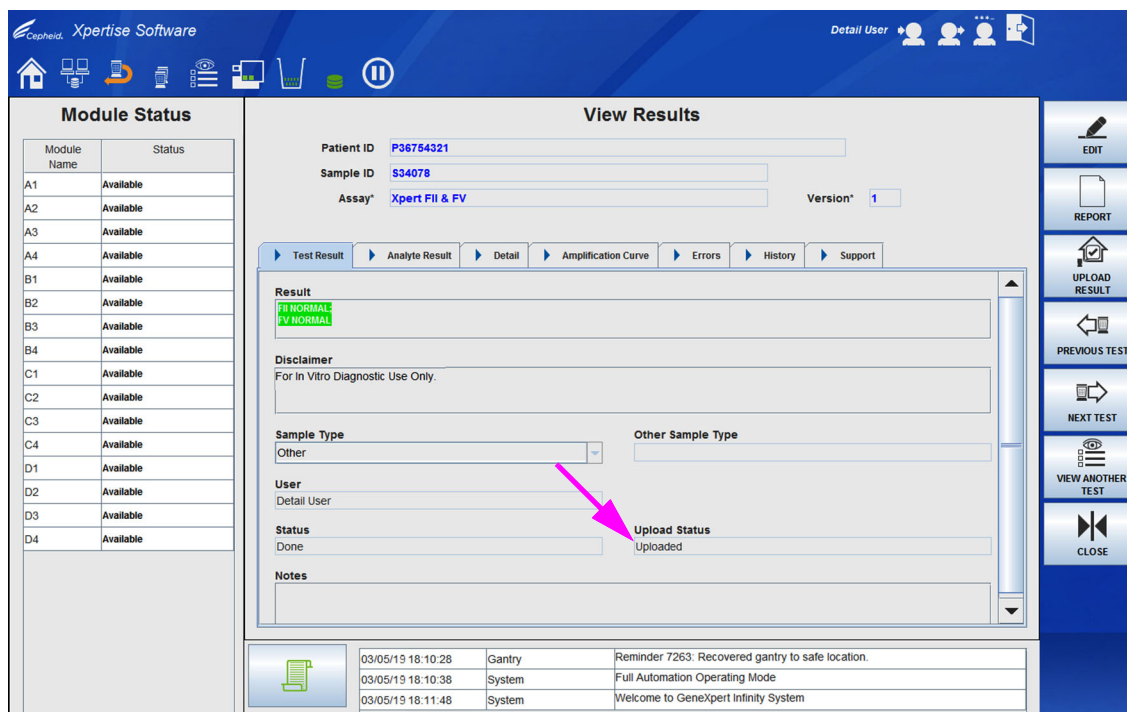 Cepheid. Xpertise Software
Detail User
Module Status
Module Name Status
A1 Available
A2 Available
A3 Available
A4 Available
B1 Available
B2 Available
B3 Available
B4 Available
C1 Available
C2 Available
C3 Available
C4 Available
D1 Available
D2 Available
D3 Available
D4 Available
View Results
Patient ID P36754321
Sample ID S34078
Assay* Xpert FII & FV Version* 1
Test Result Analyte Result Detail Amplification Curve Errors History Support
Result
FII NORMAL;
FV NORMAL
Disclaimer
For In Vitro Diagnostic Use Only.
Sample Type Other Sample Type
Other
User
Detail User
Status Upload Status
Done Uploaded
Notes
03/05/19 18:10:28 Gantry Reminder 7263: Recovered gantry to safe location.
03/05/19 18:10:38 System Full Automation Operating Mode
03/05/19 18:11:48 System Welcome to GeneXpert Infinity System
EDIT
REPORT
UPLOAD
RESULT
PREVIOUS TEST
NEXT TEST
VIEW ANOTHER
TEST
CLOSE